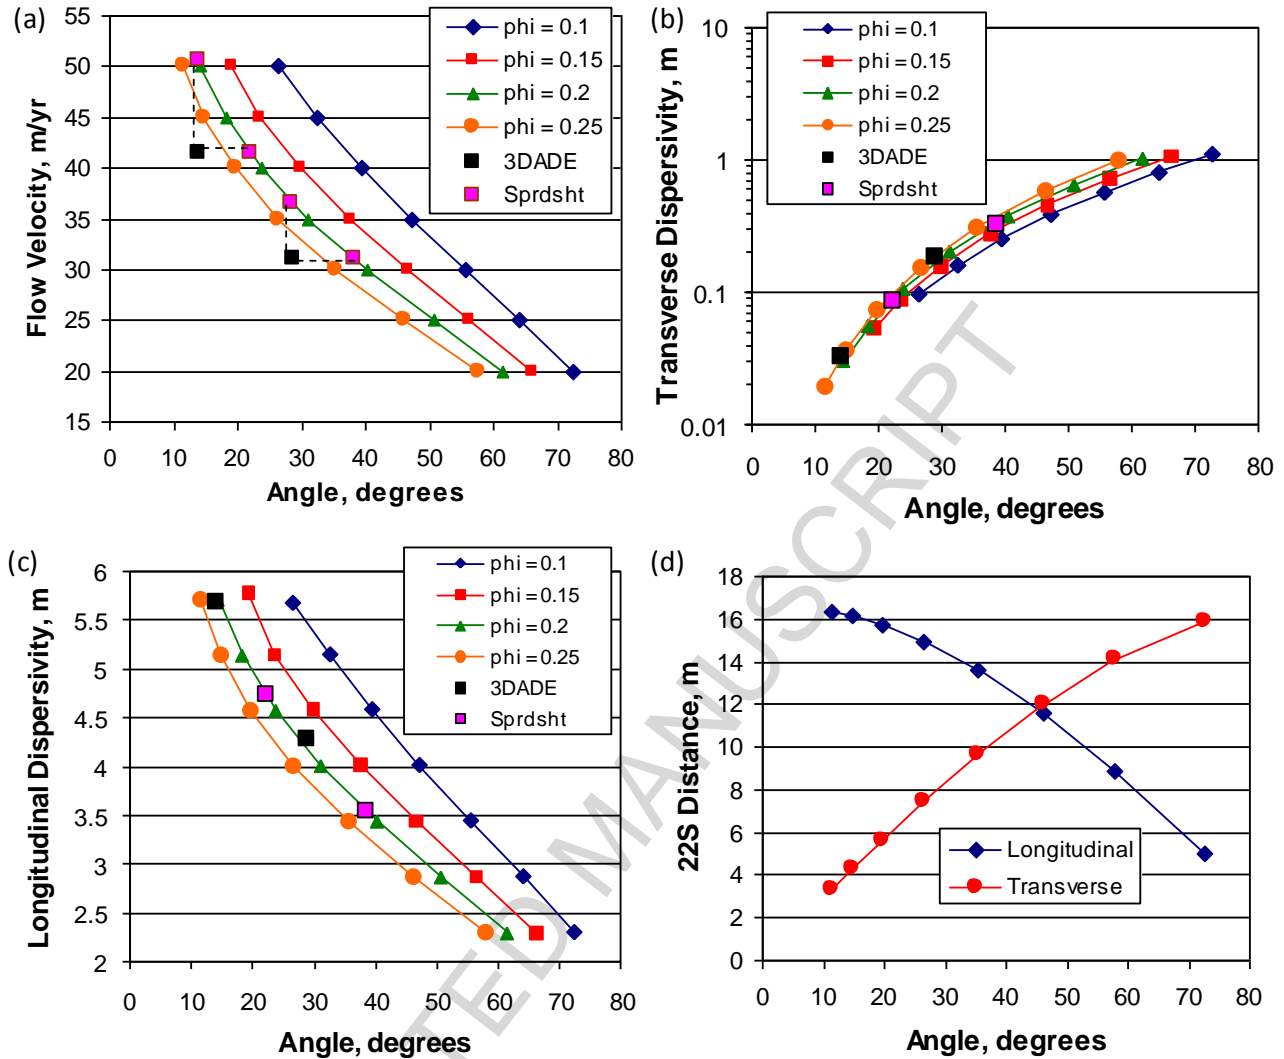 (a)
Flow Velocity, m/yr
55
50
45
40
35
30
25
20
15
0 10 20 30 40 50 60 70 80
Angle, degrees
phi = 0.1
phi = 0.15
phi = 0.2
phi = 0.25
3DADE
Sprdsht
(b)
Transverse Dispersivity, m
10
1
0.1
0.01
0 10 20 30 40 50 60 70 80
Angle, degrees
phi = 0.1
phi = 0.15
phi = 0.2
phi = 0.25
3DADE
Sprdsht
(c)
Longitudinal Dispersivity, m
6
5.5
5
4.5
4
3.5
3
2.5
2
0 10 20 30 40 50 60 70 80
Angle, degrees
phi = 0.1
phi = 0.15
phi = 0.2
phi = 0.25
3DADE
Sprdsht
(d)
22S Distance, m
18
16
14
12
10
8
6
4
2
0
0 10 20 30 40 50 60 70 80
Angle, degrees
Longitudinal
Transverse
TED MANUSCRIPT